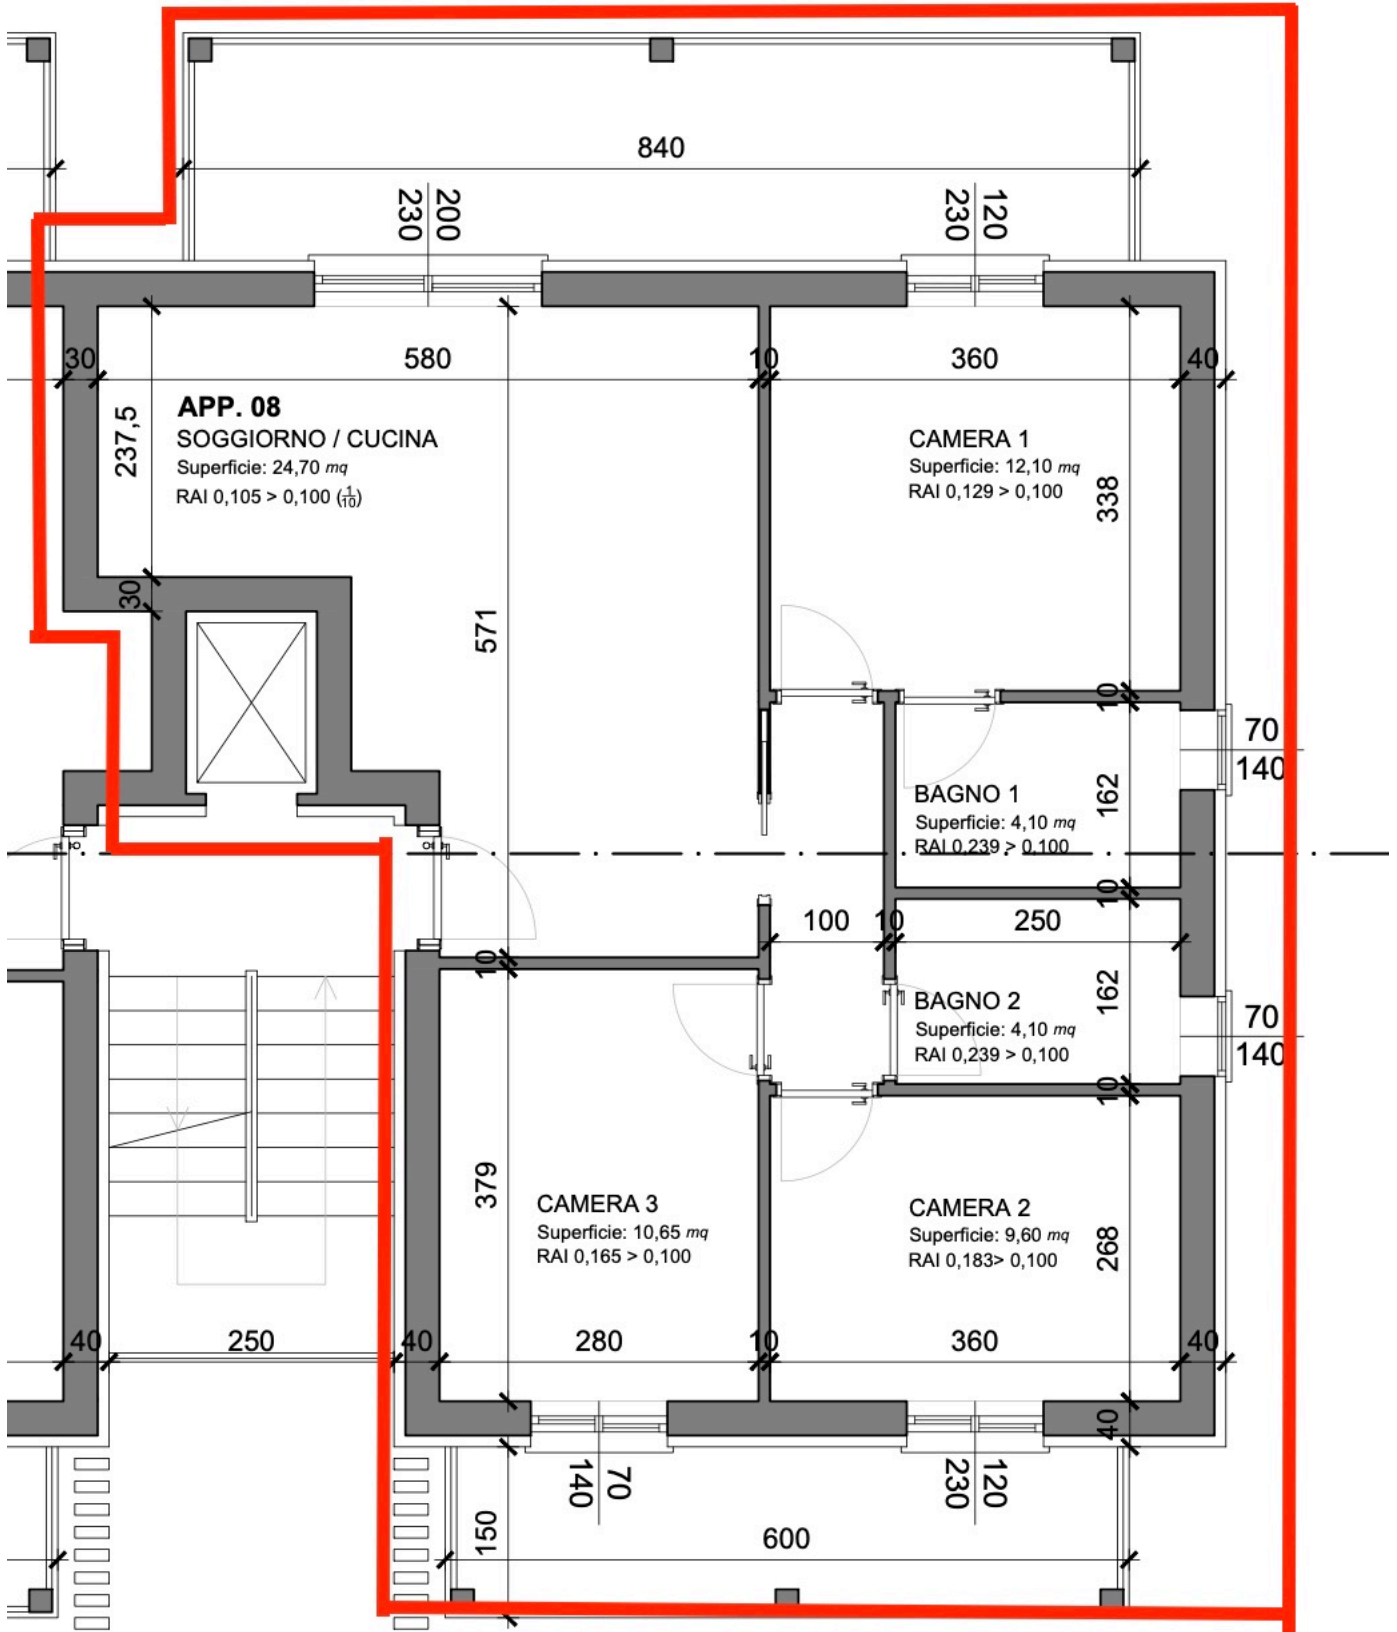 840
230
200
230
120
30
580
10
360
40
237,5
APP. 08
SOGGIORNO / CUCINA
Superficie: 24,70 mq
RAI 0,105 > 0,100 (1/10)
CAMERA 1
Superficie: 12,10 mq
RAI 0,129 > 0,100
338
30
571
10
70
140
BAGNO 1
Superficie: 4,10 mq
RAI 0,239 > 0,100
162
10
100
10
250
10
BAGNO 2
Superficie: 4,10 mq
RAI 0,239 > 0,100
162
70
140
10
379
CAMERA 3
Superficie: 10,65 mq
RAI 0,165 > 0,100
CAMERA 2
Superficie: 9,60 mq
RAI 0,183> 0,100
268
40
250
40
280
10
360
40
40
140
70
230
120
150
600